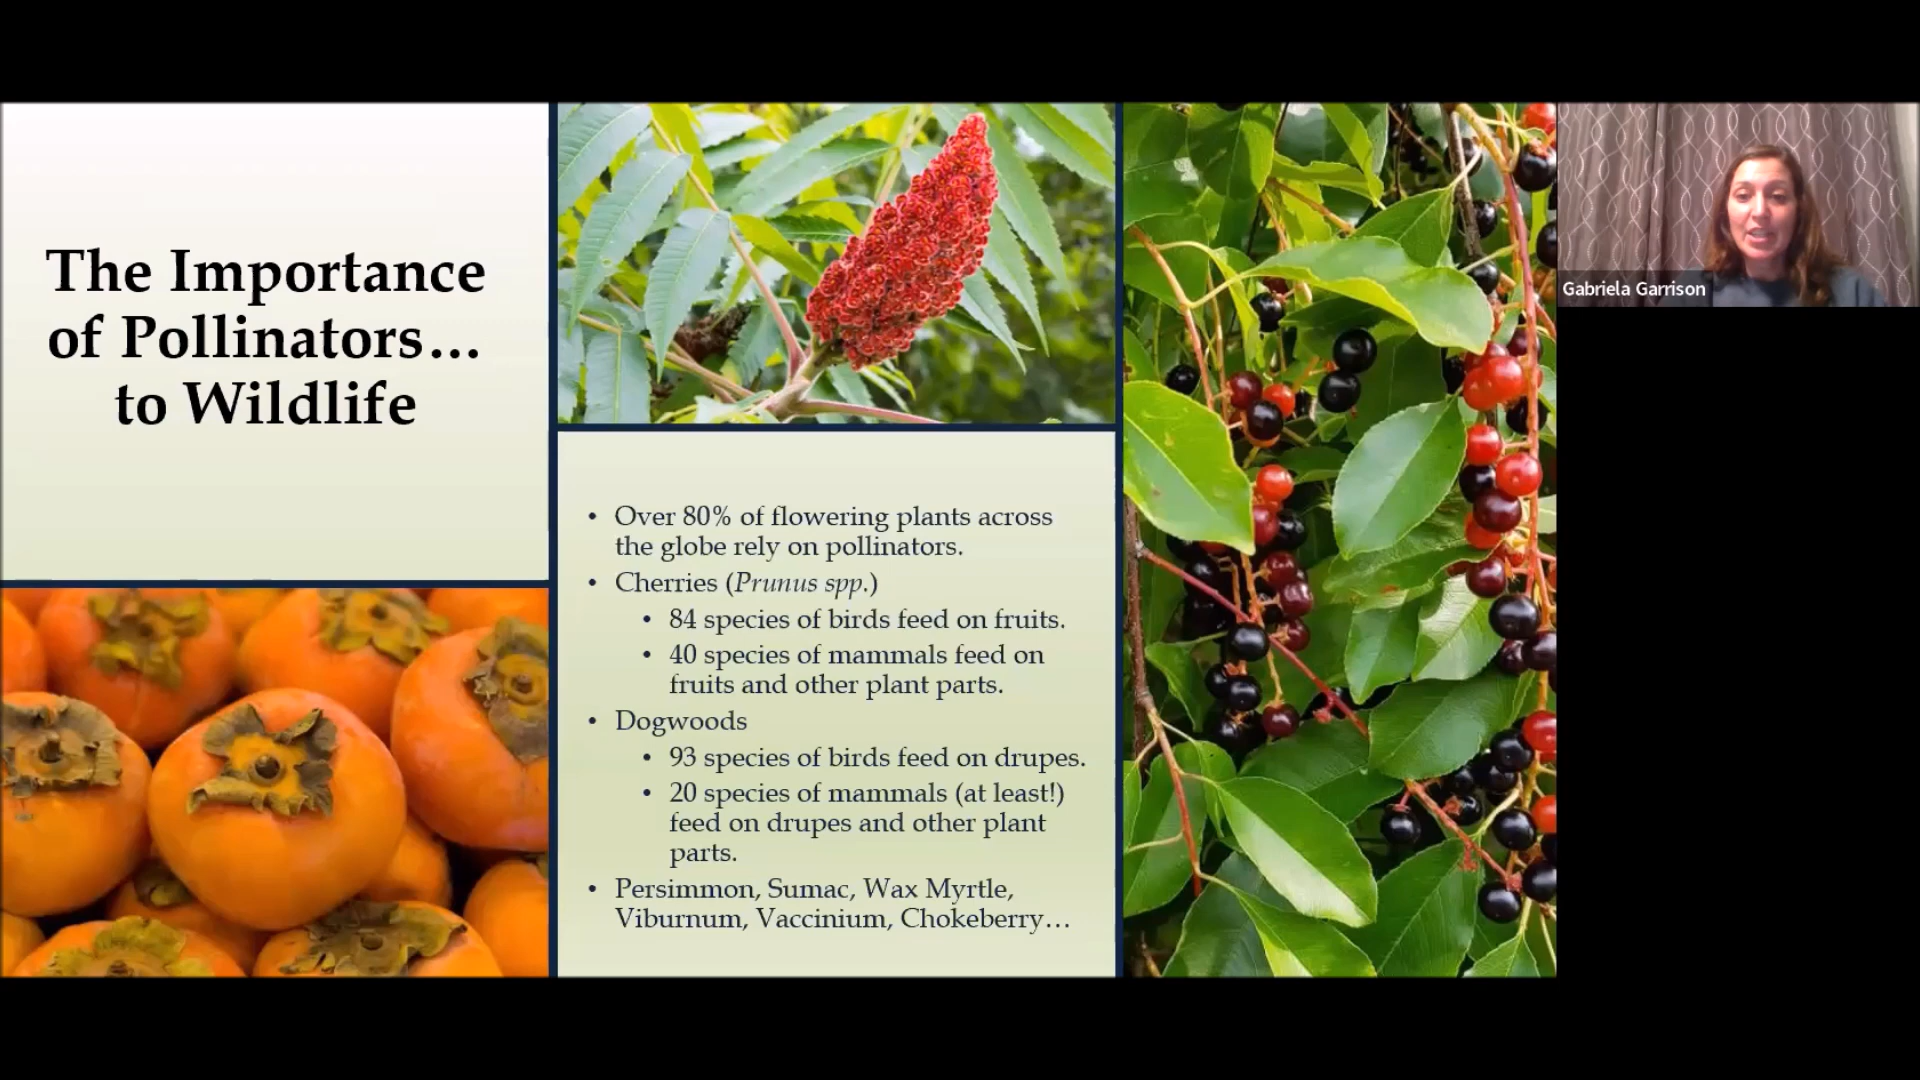 The Importance
of Pollinators…
to Wildlife
• Over 80% of flowering plants across
the globe rely on pollinators.
• Cherries (Prunus spp.)
• 84 species of birds feed on fruits.
• 40 species of mammals feed on
fruits and other plant parts.
• Dogwoods
• 93 species of birds feed on drupes.
• 20 species of mammals (at least!)
feed on drupes and other plant
parts.
• Persimmon, Sumac, Wax Myrtle,
Viburnum, Vaccinium, Chokeberry…
Gabriela Garrison